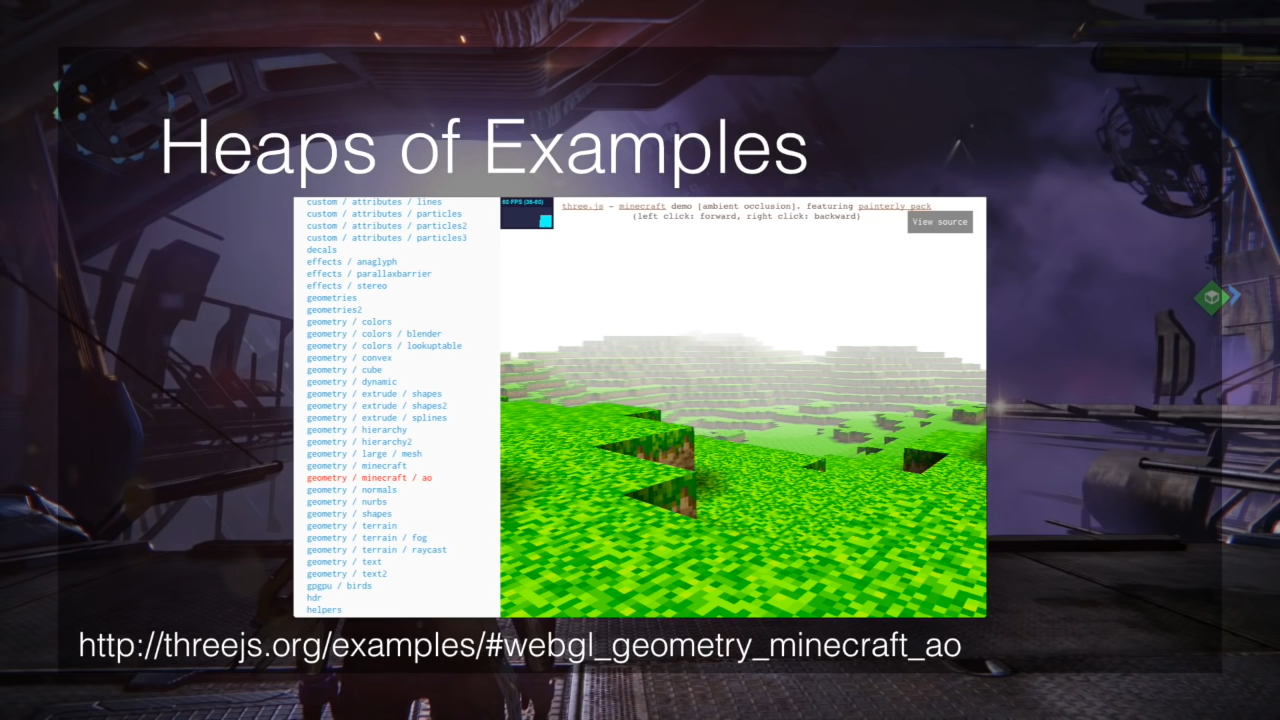 Heaps of Examples
custom / attributes / lines
custom / attributes / particles
custom / attributes / particles2
custom / attributes / particles3
decals
effects / anaglyph
effects / parallaxbarrier
effects / stereo
geometries
geometries2
geometry / colors
geometry / colors / blender
geometry / colors / lookuptable
geometry / convex
geometry / cube
geometry / dynamic
geometry / extrude / shapes
geometry / extrude / shapes2
geometry / extrude / splines
geometry / hierarchy
geometry / hierarchy2
geometry / large / mesh
geometry / minecraft
geometry / minecraft / ao
geometry / normals
geometry / nurbs
geometry / shapes
geometry / terrain
geometry / terrain / fog
geometry / terrain / raycast
geometry / text
geometry / text2
gpgpu / birds
hdr
helpers
60 FPS (36-60)
three.js - minecraft demo [ambient occlusion]. featuring painterly pack
(left click: forward, right click: backward)
View source
http://threejs.org/examples/#webgl_geometry_minecraft_ao